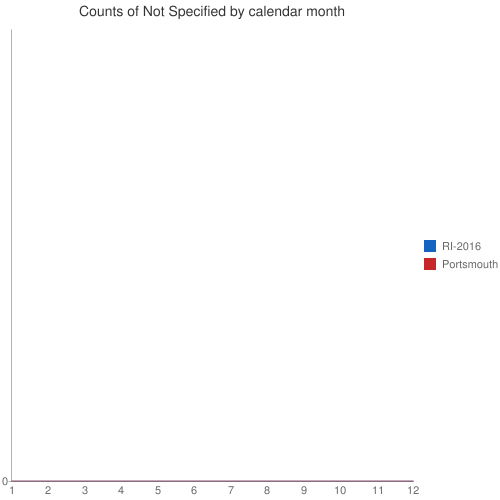 Counts of Not Specified by calendar month
RI-2016
Portsmouth
0
1 2 3 4 5 6 7 8 9 10 11 12